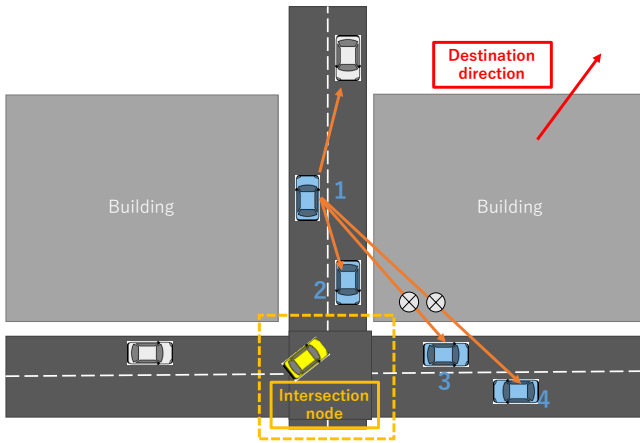 Destination
direction
1
Building
Building
2
3
4
Intersection
node